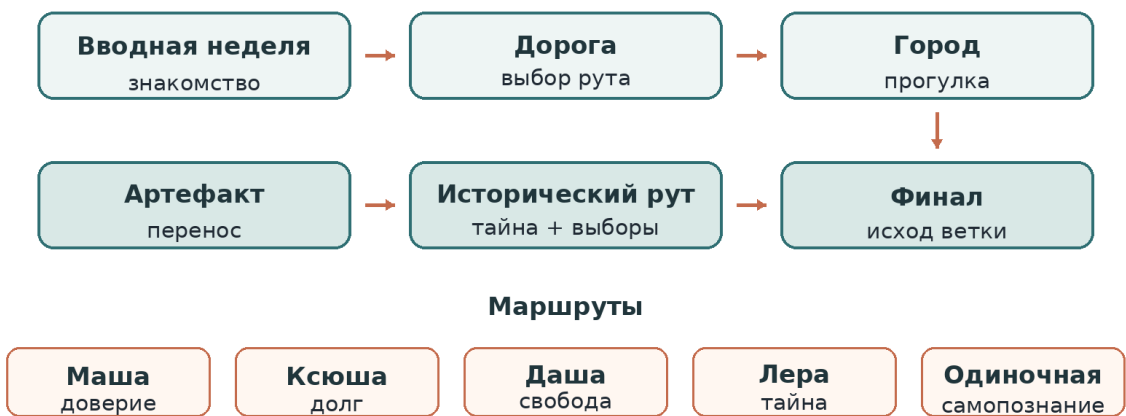 Вводная неделя
знакомство
Дорога
выбор рута
Город
прогулка
Артефакт
перенос
Исторический рут
тайна + выборы
Финал
исход ветки
Маршруты
Маша
доверие
Ксюша
долг
Даша
свобода
Лера
тайна
Одиночная
самопознание